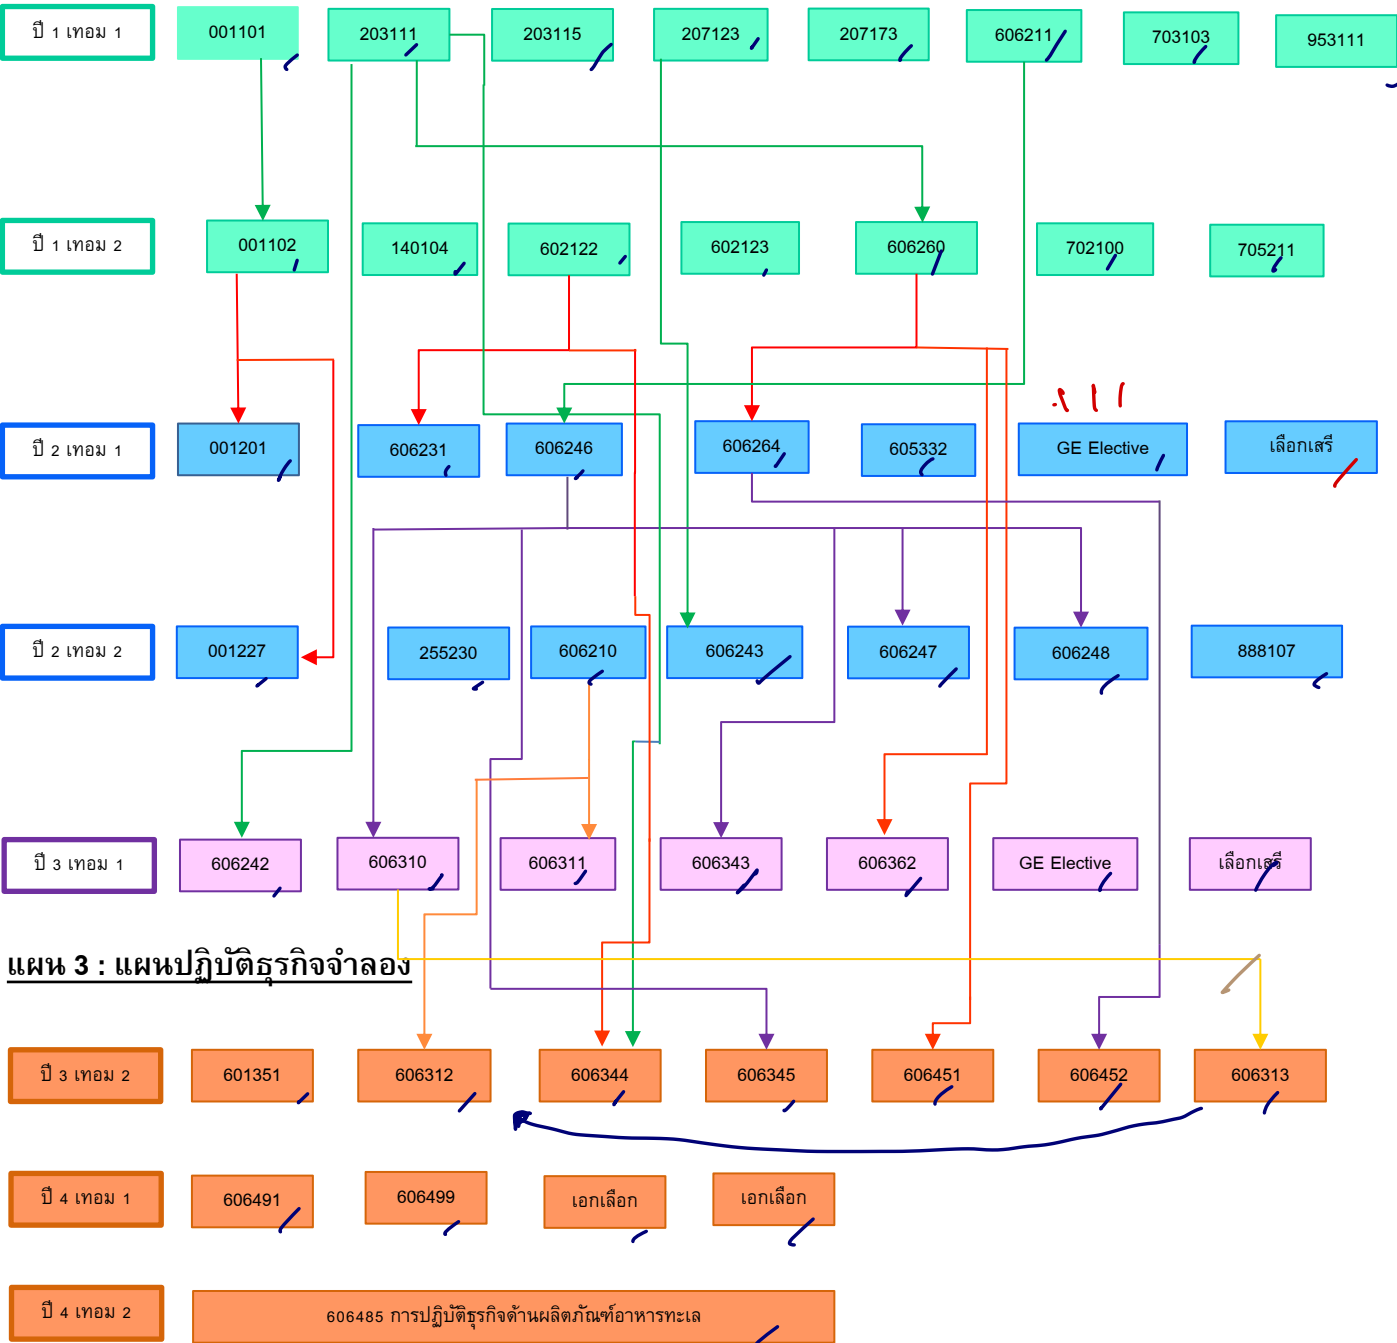 ปี 1 เทอม 1 001101 203111 203115 207123 207173 606211 703103 953111
ปี 1 เทอม 2 001102 140104 602122 602123 606260 702100 705211
ปี 2 เทอม 1 001201 606231 606246 606264 605332 GE Elective เลือกเสรี
ปี 2 เทอม 2 001227 255230 606210 606243 606247 606248 888107
ปี 3 เทอม 1 606242 606310 606311 606343 606362 GE Elective เลือกเสรี
แผน 3 : แผนปฏิบัติธุรกิจจำลอง
ปี 3 เทอม 2 601351 606312 606344 606345 606451 606452 606313
ปี 4 เทอม 1 606491 606499 เอกเลือก เอกเลือก
ปี 4 เทอม 2 606485 การปฏิบัติธุรกิจด้านผลิตภัณฑ์อาหารทะเล